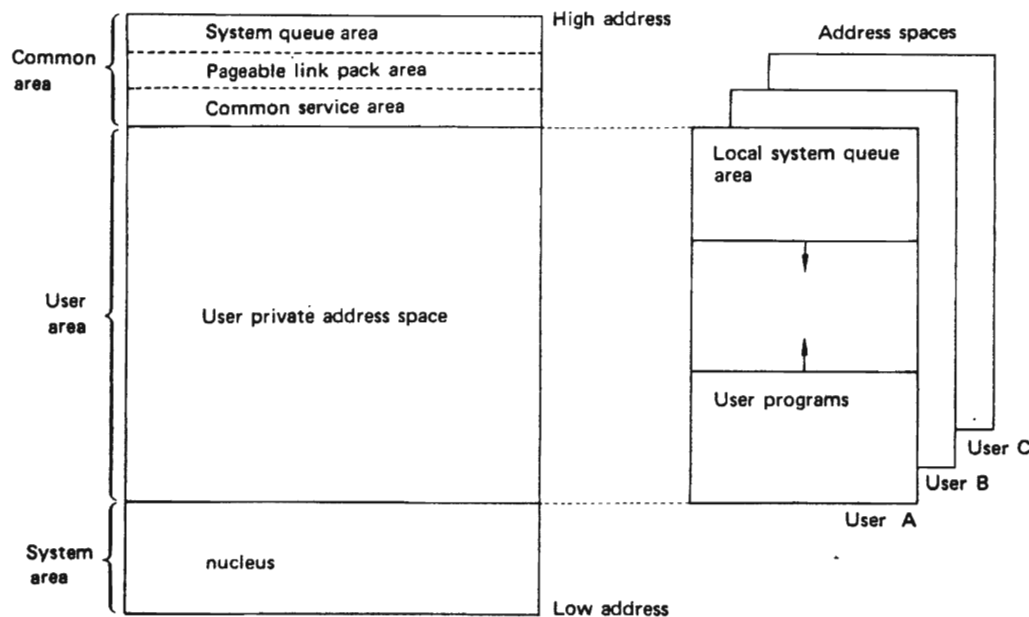 System queue area
High address
Common
area
Pageable link pack area
Common service area
Address spaces
Local system queue
area
User
area
User private address space
User programs
User C
User B
User A
System
area
nucleus
Low address